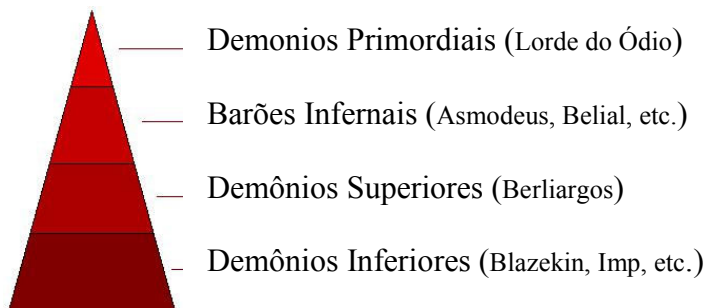 Demonios Primordiais (Lorde do Ódio)
Barões Infernais (Asmodeus, Belial, etc.)
Demônios Superiores (Berliargos)
Demônios Inferiores (Blazekin, Imp, etc.)